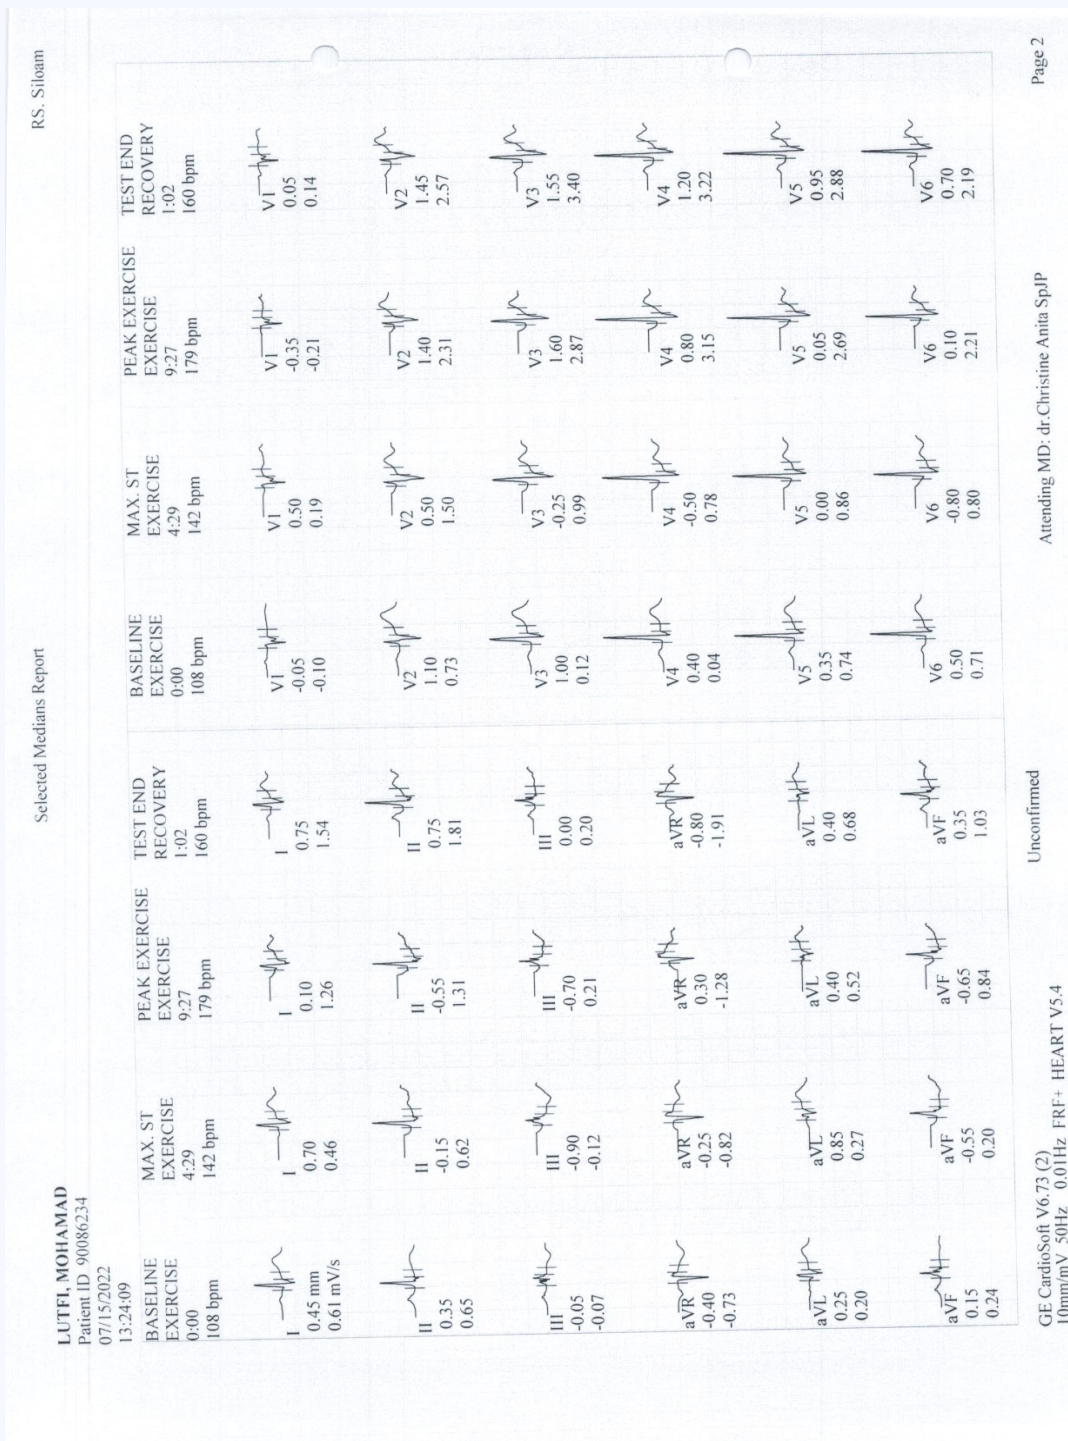 RS. Siloam
Selected Medians Report
LUTFI, MOHAMAD
Patient ID 90086234
07/15/2022
13:24:09
BASELINE
EXERCISE
0:00
108 bpm
MAX. ST
EXERCISE
4:29
142 bpm
PEAK EXERCISE
EXERCISE
9:27
179 bpm
TEST END
RECOVERY
1:02
160 bpm
BASELINE
EXERCISE
0:00
108 bpm
MAX. ST
EXERCISE
4:29
142 bpm
PEAK EXERCISE
EXERCISE
9:27
179 bpm
TEST END
RECOVERY
1:02
160 bpm
I I I I V1 V1 V1 V1
0.45 mm 0.70 0.10 0.75 -0.05 0.50 -0.35 0.05
0.61 mV/s 0.46 1.26 1.54 -0.10 0.19 -0.21 0.14
II II II II V2 V2 V2 V2
0.35 -0.15 -0.55 0.75 1.10 0.50 1.40 1.45
0.65 0.62 1.31 1.81 0.73 1.50 2.31 2.57
III III III III V3 V3 V3 V3
-0.05 -0.90 -0.70 0.00 1.00 -0.25 1.60 1.55
-0.07 -0.12 0.21 0.20 0.12 0.99 2.87 3.40
aVR aVR aVR aVR V4 V4 V4 V4
-0.40 -0.25 0.30 -0.80 0.40 -0.50 0.80 1.20
-0.73 -0.82 -1.28 -1.91 0.04 0.78 3.15 3.22
aVL aVL aVL aVL V5 V5 V5 V5
0.25 0.85 0.40 0.40 0.35 0.00 0.05 0.95
0.20 0.27 0.52 0.68 0.74 0.86 2.69 2.88
aVF aVF aVF aVF V6 V6 V6 V6
0.15 -0.55 -0.65 0.35 0.50 -0.80 0.10 0.70
0.24 0.20 0.84 1.03 0.71 0.80 2.21 2.19
GE CardioSoft V6.73 (2) Unconfirmed Attending MD: dr.Christine Anita SpJP Page 2
10mm/mV 50Hz 0.01Hz FRF+ HEART V5.4